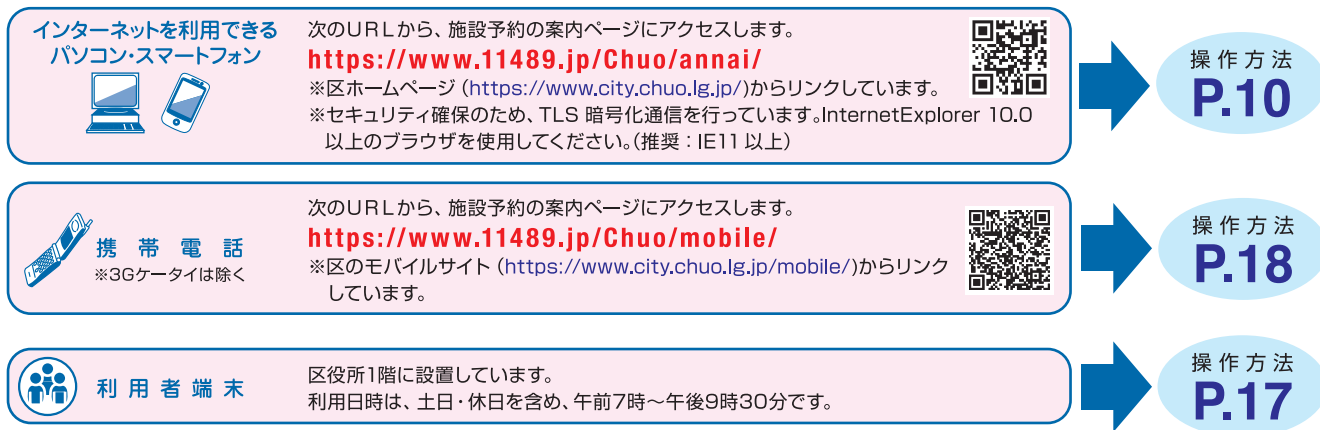 インターネットを利用できる
パソコン・スマートフォン
次のURLから、施設予約の案内ページにアクセスします。
https://www.11489.jp/Chuo/annai/
※区ホームページ（https://www.city.chuo.lg.jp/)からリンクしています。
※セキュリティ確保のため、TLS 暗号化通信を行っています。InternetExplorer 10.0
以上のブラウザを使用してください。（推奨：IE11 以上）
操作方法
P.10
携帯電話
※3Gケータイは除く
次のURLから、施設予約の案内ページにアクセスします。
https://www.11489.jp/Chuo/mobile/
※区のモバイルサイト（https://www.city.chuo.lg.jp/mobile/)からリンク
しています。
操作方法
P.18
利用者端末
区役所1階に設置しています。
利用日時は、土日・休日を含め、午前7時～午後9時30分です。
操作方法
P.17